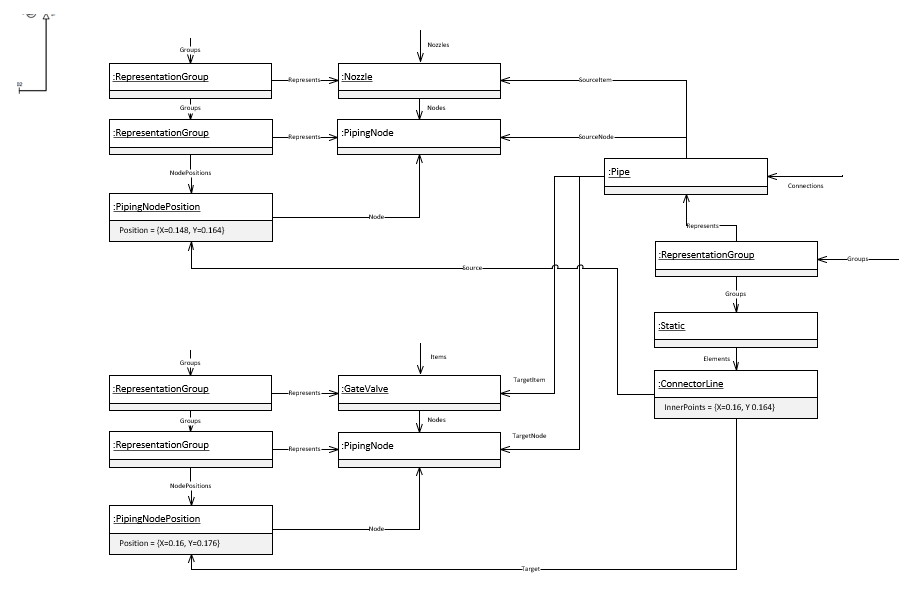 Groups
Nozzles
:RepresentationGroup
Represents
:Nozzle
SourceItem
Groups
Nodes
:RepresentationGroup
Represents
:PipingNode
SourceNode
NodePositions
:Pipe
Connections
:PipingNodePosition
Position = {X=0.148, Y=0.164}
Node
Represents
:RepresentationGroup
Groups
Source
Groups
:Static
Elements
Groups
Items
:ConnectorLine
InnerPoints = {X=0.16, Y 0.164}
:RepresentationGroup
Represents
:GateValve
TargetItem
Groups
Nodes
:RepresentationGroup
Represents
:PipingNode
TargetNode
NodePositions
:PipingNodePosition
Position = {X=0.16, Y=0.176}
Node
Target